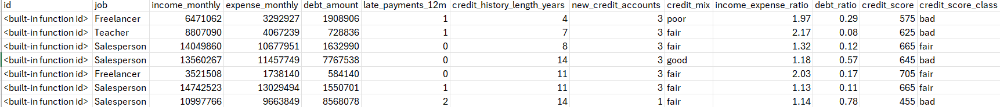 id job income_monthly expense_monthly debt_amount late_payments_12m credit_history_length_years new_credit_accounts credit_mix income_expense_ratio debt_ratio credit_score credit_score_class
<built-in function id> Freelancer 6471062 3292927 1908906 1 4 3 poor 1.97 0.29 575 bad
<built-in function id> Teacher 8807090 4067239 728836 1 7 3 fair 2.17 0.08 625 bad
<built-in function id> Salesperson 14049860 10677951 1632990 0 8 3 fair 1.32 0.12 665 fair
<built-in function id> Salesperson 13560267 11457749 7767538 0 14 3 good 1.18 0.57 645 bad
<built-in function id> Freelancer 3521508 1738140 584140 0 11 3 fair 2.03 0.17 705 fair
<built-in function id> Salesperson 14742523 13029494 1550701 1 11 3 fair 1.13 0.11 665 fair
<built-in function id> Salesperson 10997766 9663849 8568078 2 14 1 fair 1.14 0.78 455 bad